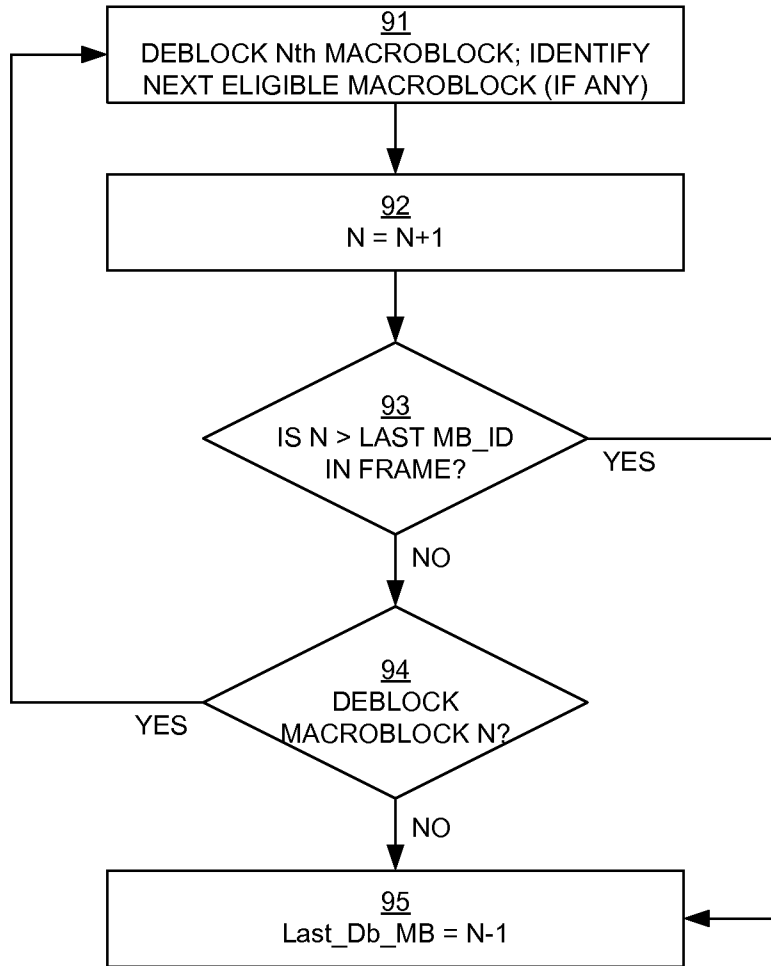 91
DEBLOCK Nth MACROBLOCK; IDENTIFY
NEXT ELIGIBLE MACROBLOCK (IF ANY)
92
N = N+1
93
IS N > LAST MB_ID
IN FRAME?
YES
NO
94
DEBLOCK
MACROBLOCK N?
YES
NO
95
Last_Db_MB = N-1